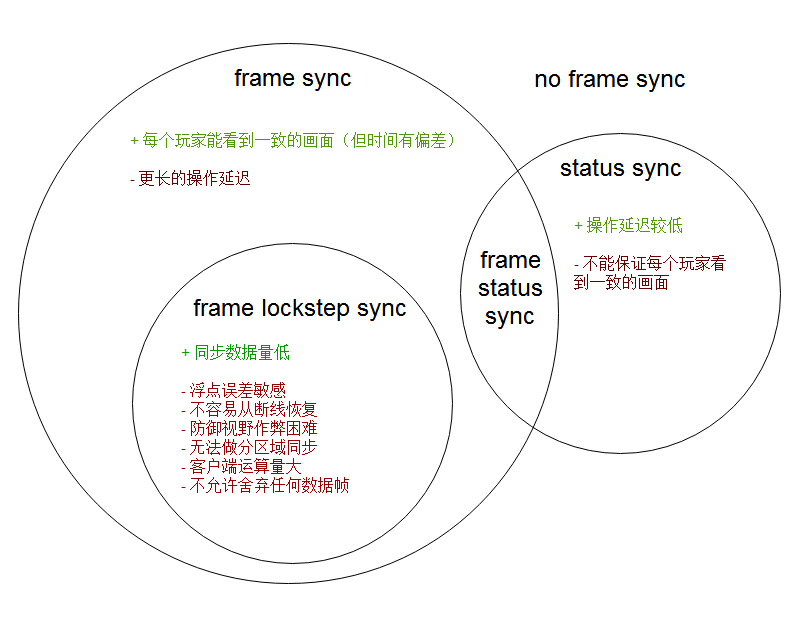 frame sync
no frame sync
+ 每个玩家能看到一致的画面（但时间有偏差）
- 更长的操作延迟
status sync
+ 操作延迟较低
- 不能保证每个玩家看
到一致的画面
frame
status
sync
frame lockstep sync
+ 同步数据量低
- 浮点误差敏感
- 不容易从断线恢复
- 防御视野作弊困难
- 无法做分区域同步
- 客户端运算量大
- 不允许舍弃任何数据帧